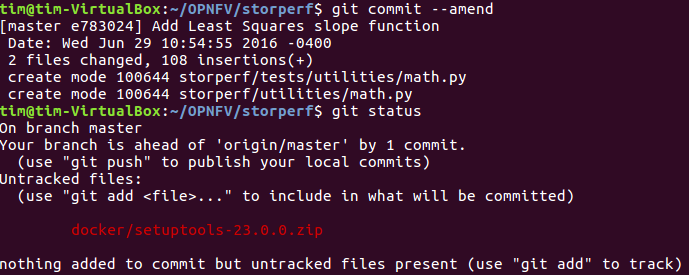 tim@tim-VirtualBox:~/OPNFV/storperf$ git commit --amend
[master e783024] Add Least Squares slope function
 Date: Wed Jun 29 10:54:55 2016 -0400
 2 files changed, 108 insertions(+)
 create mode 100644 storperf/tests/utilities/math.py
 create mode 100644 storperf/utilities/math.py
tim@tim-VirtualBox:~/OPNFV/storperf$ git status
On branch master
Your branch is ahead of 'origin/master' by 1 commit.
  (use "git push" to publish your local commits)
Untracked files:
  (use "git add <file>..." to include in what will be committed)
        docker/setuptools-23.0.0.zip
nothing added to commit but untracked files present (use "git add" to track)